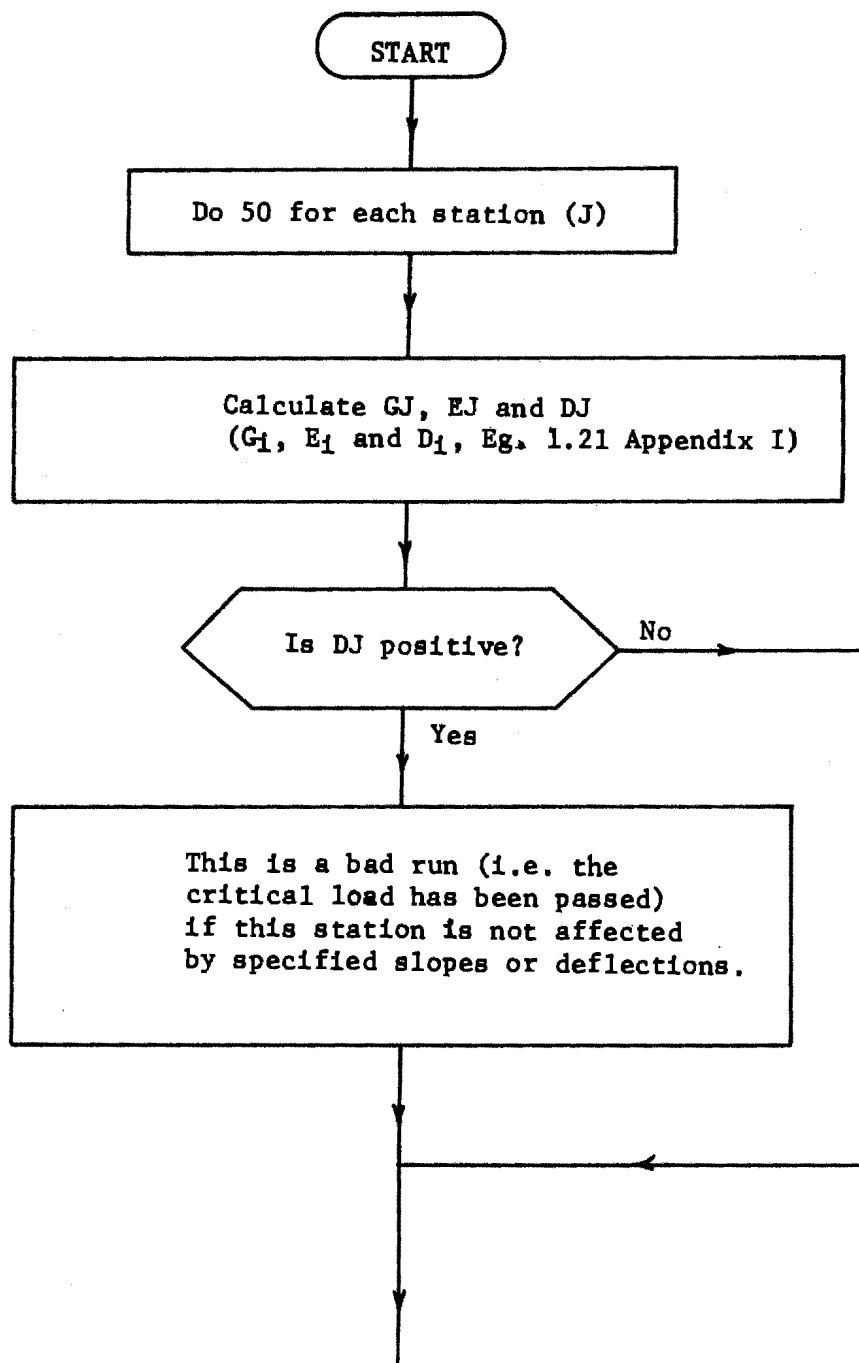 START
Do 50 for each station (J)
Calculate GJ, EJ and DJ
(Gi, Ei and Di, Eg. 1.21 Appendix I)
Is DJ positive?
No
Yes
This is a bad run (i.e. the
critical load has been passed)
if this station is not affected
by specified slopes or deflections.